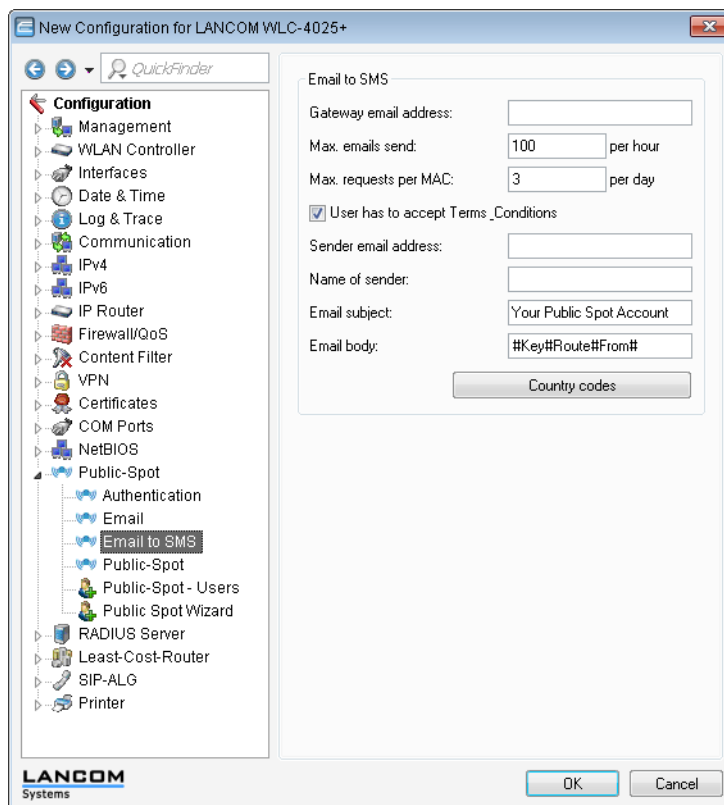 New Configuration for LANCOM WLC-4025+
QuickFinder
Configuration
Management
WLAN Controller
Interfaces
Date & Time
Log & Trace
Communication
IPv4
IPv6
IP Router
Firewall/QoS
Content Filter
VPN
Certificates
COM Ports
NetBIOS
Public-Spot
Authentication
Email
Email to SMS
Public-Spot
Public-Spot - Users
Public Spot Wizard
RADIUS Server
Least-Cost-Router
SIP-ALG
Printer
Email to SMS
Gateway email address:
Max. emails send: 100 per hour
Max. requests per MAC: 3 per day
User has to accept Terms _Conditions
Sender email address:
Name of sender:
Email subject: Your Public Spot Account
Email body: #Key#Route#From#
Country codes
LANCOM
Systems
OK Cancel